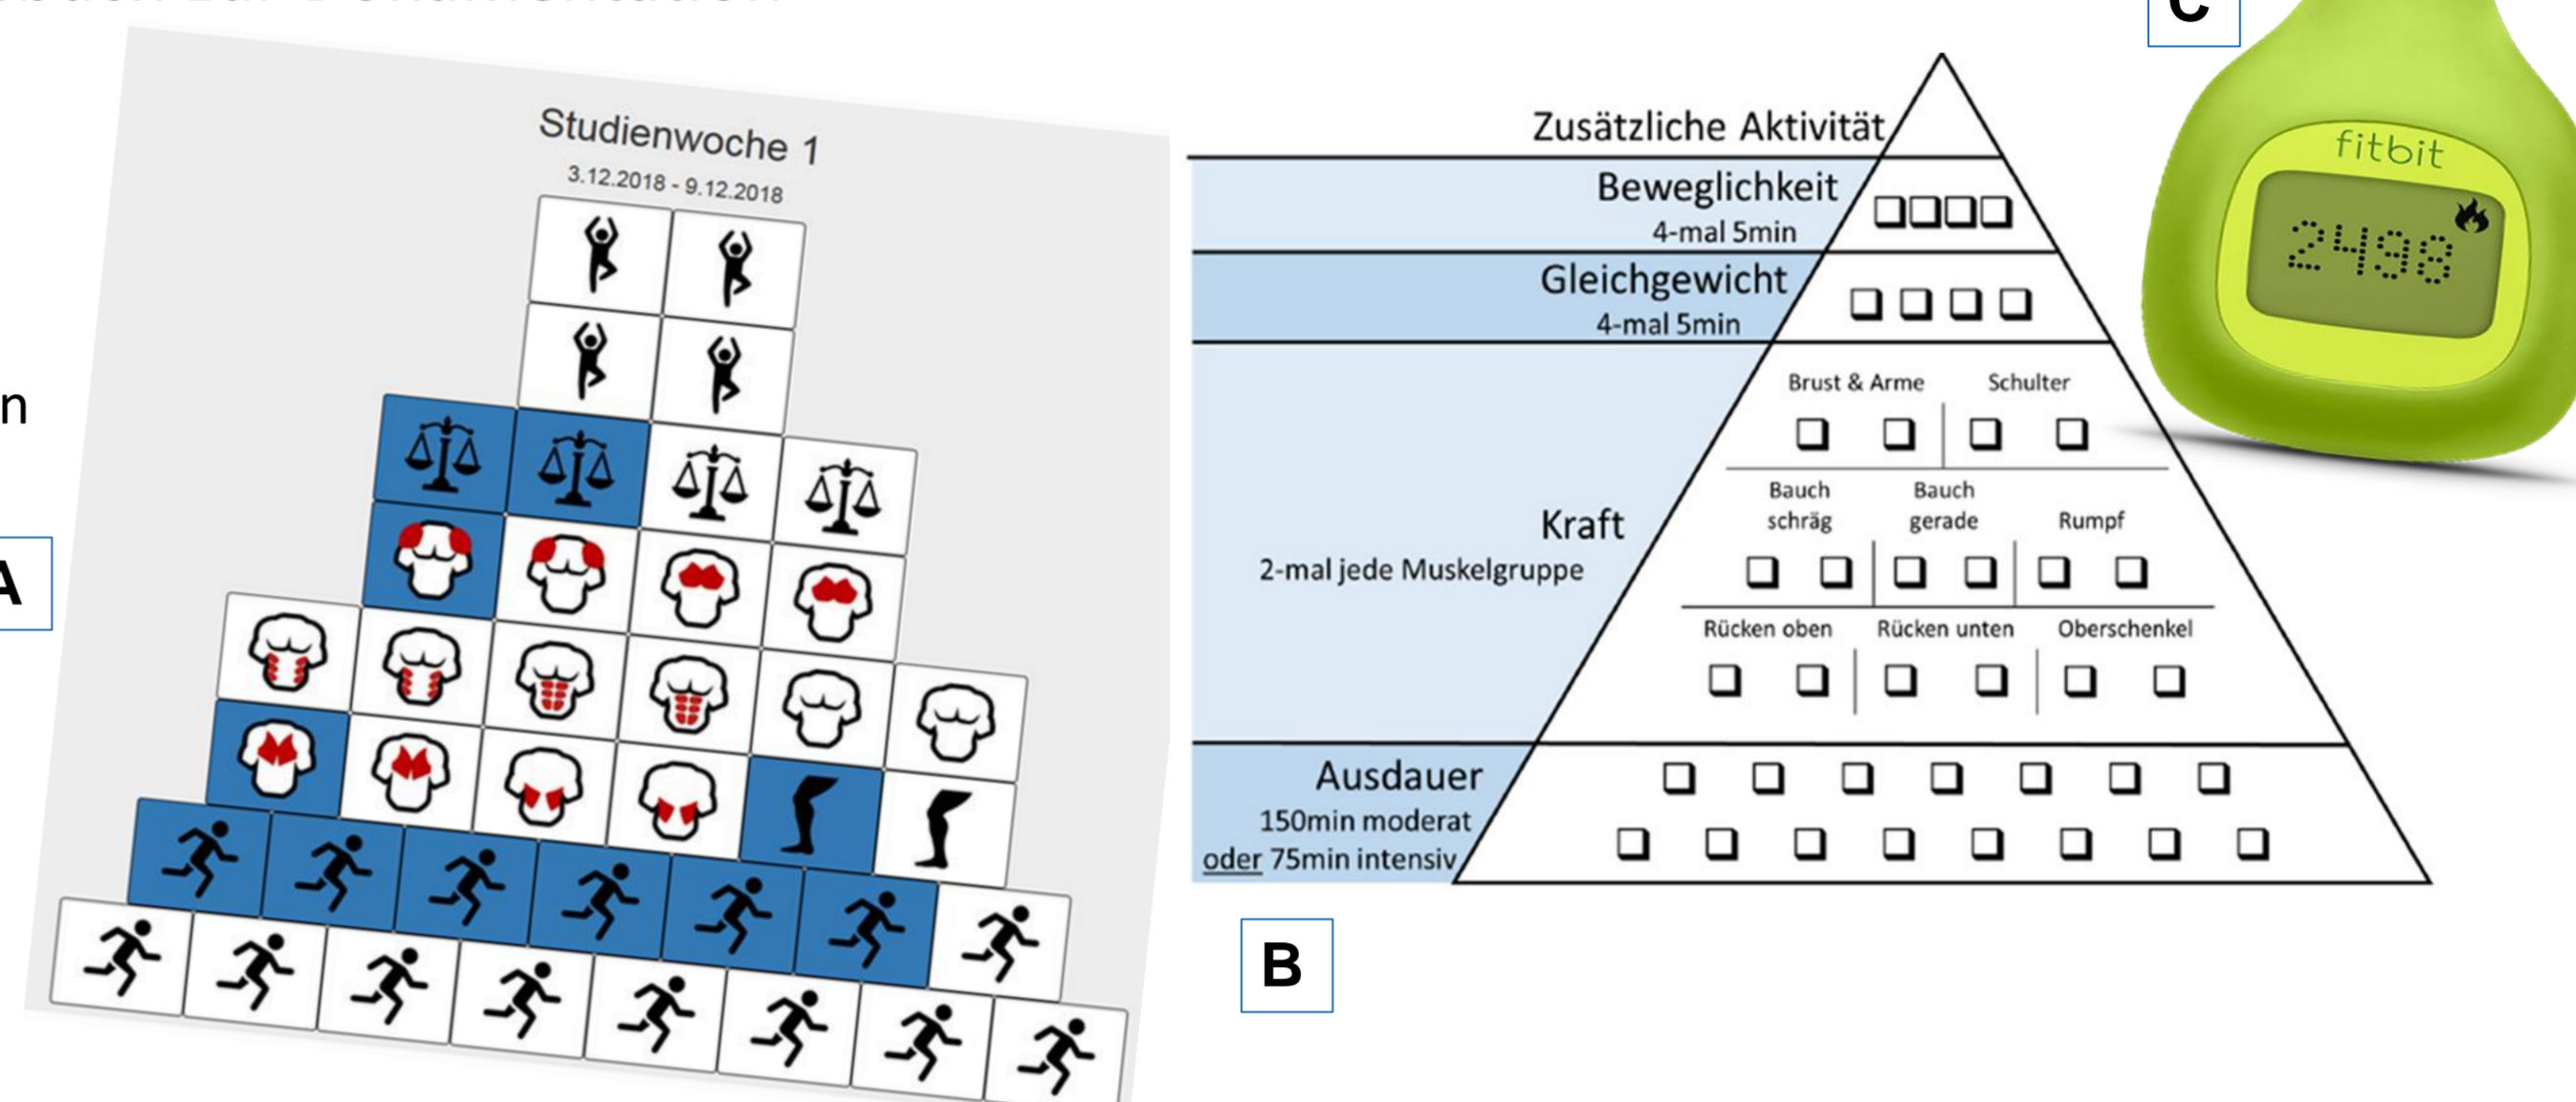 n
A
Studienwoche 1
3.12.2018 - 9.12.2018
Zusätzliche Aktivität
Beweglichkeit
4-mal 5min
Gleichgewicht
4-mal 5min
Kraft
2-mal jede Muskelgruppe
Brust & Arme Schulter
Bauch schräg Bauch gerade Rumpf
Rücken oben Rücken unten Oberschenkel
Ausdauer
150min moderat
oder 75min intensiv
B
C
fitbit
2498